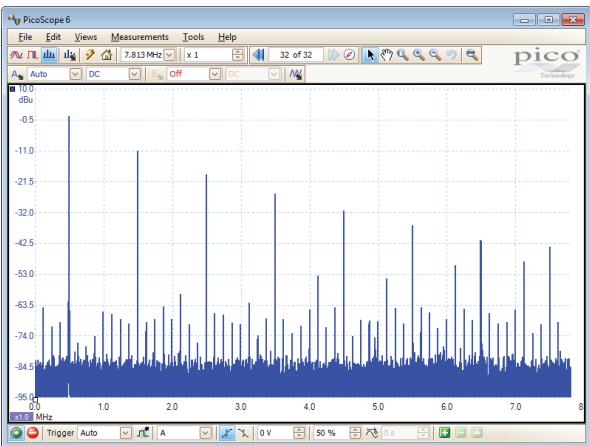 PicoScope 6
File Edit Views Measurements Tools Help
7.813 MHz x 1 32 of 32
pico
Technology
A Auto DC B Off DC
10.0
dBu
-0.5
-11.0
-21.5
-32.0
-42.5
-53.0
-63.5
-74.0
-84.5
-95.0
0.0 1.0 2.0 3.0 4.0 5.0 6.0 7.0 8
x1.0 MHz
Trigger Auto A 0 V 50 % 0 s